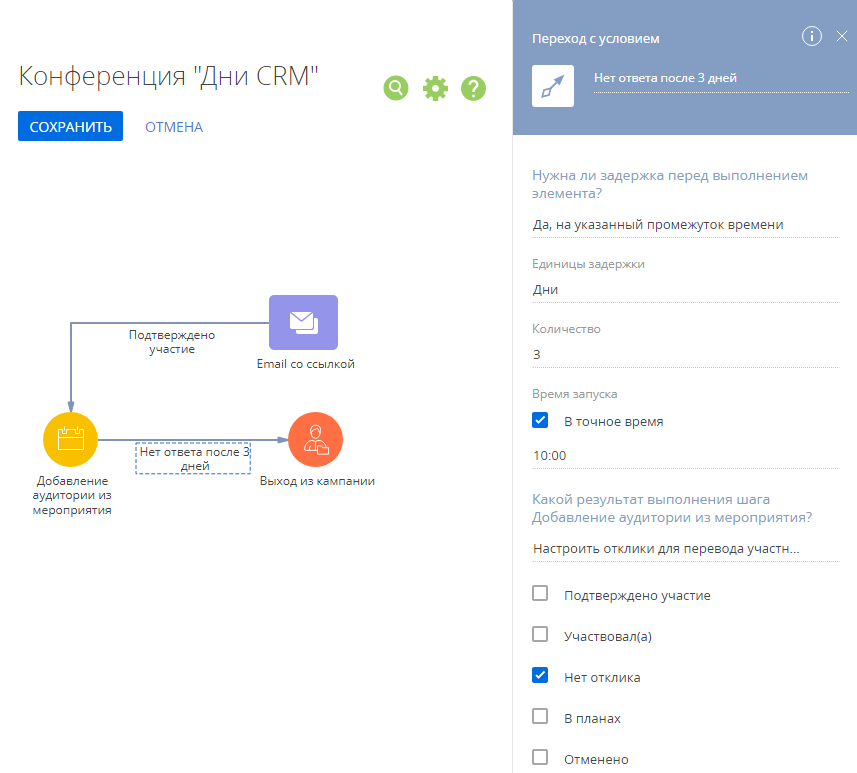 Конференция "Дни CRM"
СОХРАНИТЬ
ОТМЕНА
Подтверждено
участие
Email со ссылкой
Нет ответа после 3
дней
Добавление
аудитории из
мероприятия
Выход из кампании
Переход с условием
Нет ответа после 3 дней
Нужна ли задержка перед выполнением
элемента?
Да, на указанный промежуток времени
Единицы задержки
Дни
Количество
3
Время запуска
В точное время
10:00
Какой результат выполнения шага
Добавление аудитории из мероприятия?
Настроить отклики для перевода участн...
Подтверждено участие
Участвовал(а)
Нет отклика
В планах
Отменено